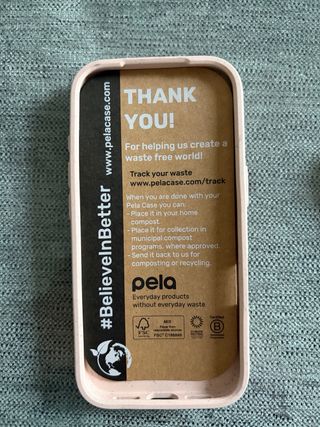 #BelieveInBetter www.pelacase.com
THANK
YOU!
For helping us create a
waste free world!
Track your waste
www.pelacase.com/track
When you are done with your
Pela Case you can:
- Place it in your home
compost.
- Place it for collection in
municipal compost
programs, where approved.
- Send it back to us for
composting or recycling.
pela
Everyday products
without everyday waste
FSC
MIX
Certified
B